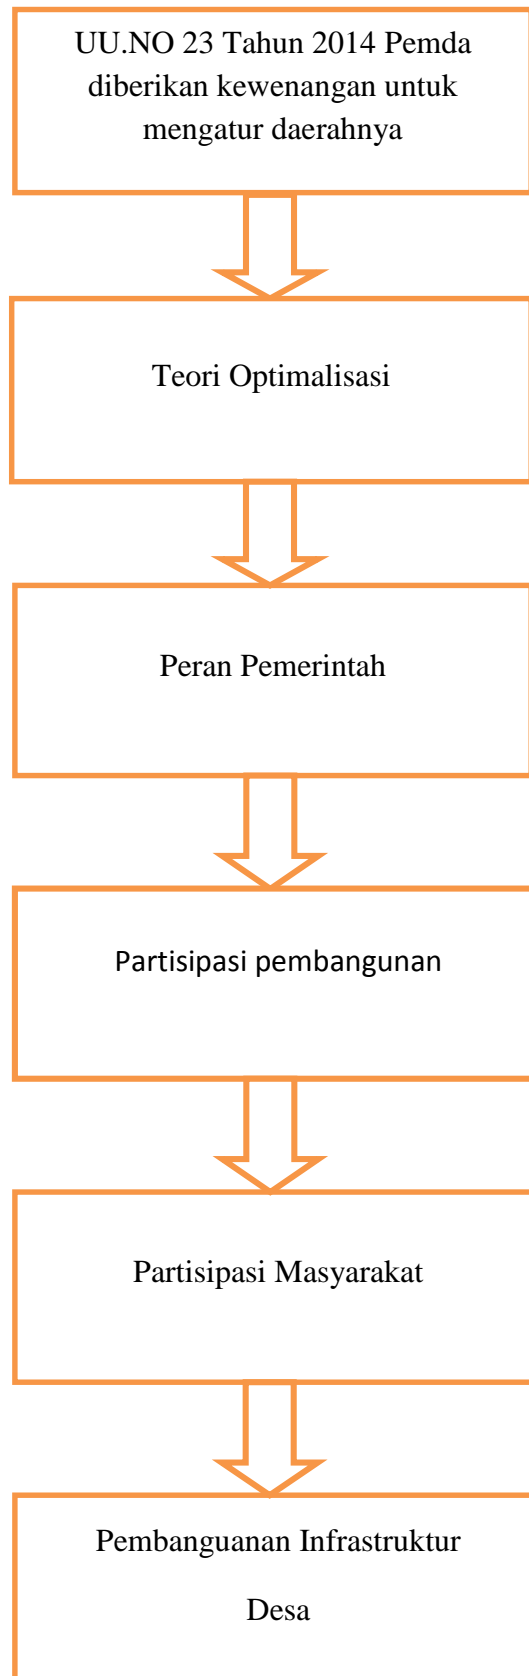 UU.NO 23 Tahun 2014 Pemda
diberikan kewenangan untuk
mengatur daerahnya
Teori Optimalisasi
Peran Pemerintah
Partisipasi pembangunan
Partisipasi Masyarakat
Pembanguanan Infrastruktur
Desa